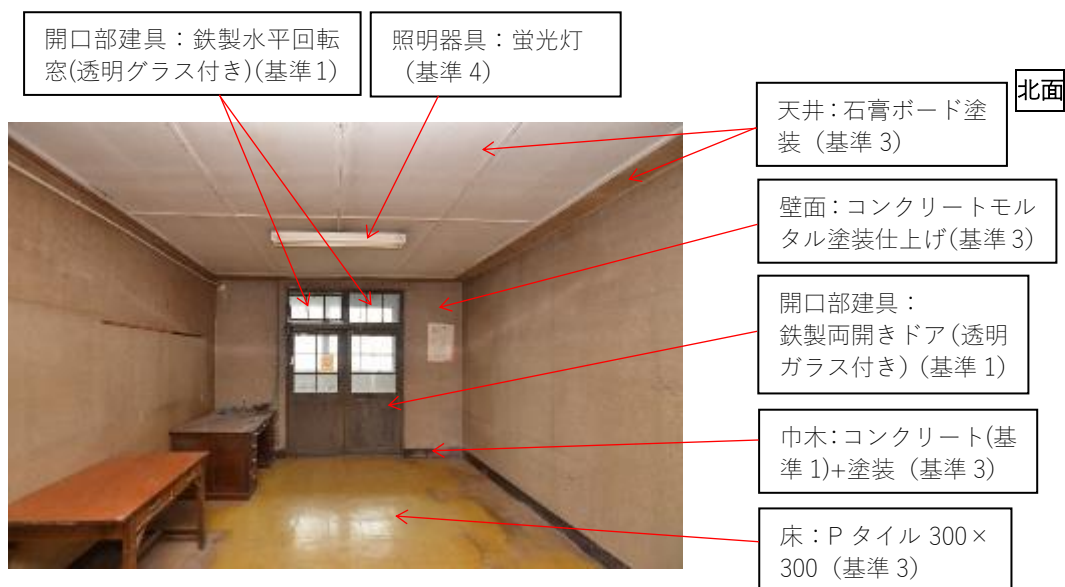 開口部建具：鉄製水平回転
窓(透明グラス付き)(基準1)
照明器具：蛍光灯
（基準 4）
北面
天井：石膏ボード塗
装（基準 3）
壁面：コンクリートモル
タル塗装仕上げ(基準 3)
開口部建具：
鉄製両開きドア(透明
ガラス付き)（基準 1）
巾木：コンクリート(基
準 1)+塗装（基準 3）
床：P タイル 300×
300（基準 3）